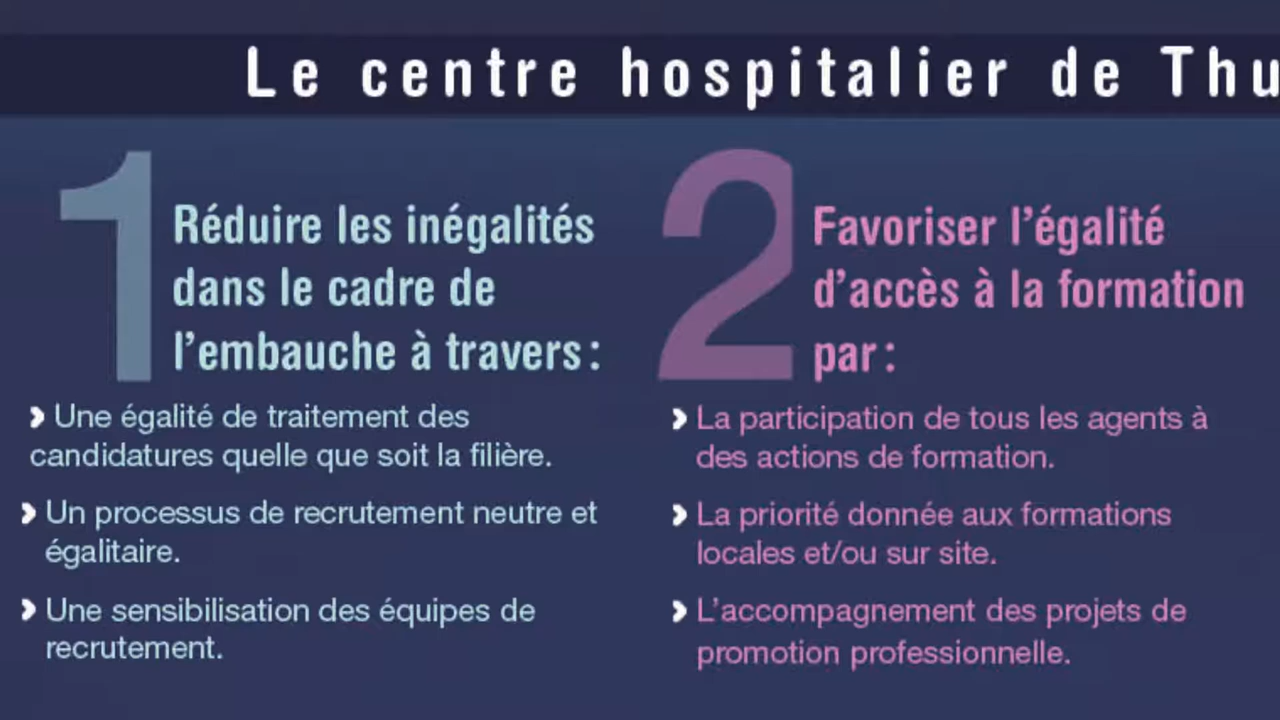 Le centre hospitalier de Thu
1
Réduire les inégalités
dans le cadre de
l’embauche à travers :
› Une égalité de traitement des
candidatures quelle que soit la filière.
› Un processus de recrutement neutre et
égalitaire.
› Une sensibilisation des équipes de
recrutement.
2
Favoriser l’égalité
d’accès à la formation
par :
› La participation de tous les agents à
des actions de formation.
› La priorité donnée aux formations
locales et/ou sur site.
› L’accompagnement des projets de
promotion professionnelle.